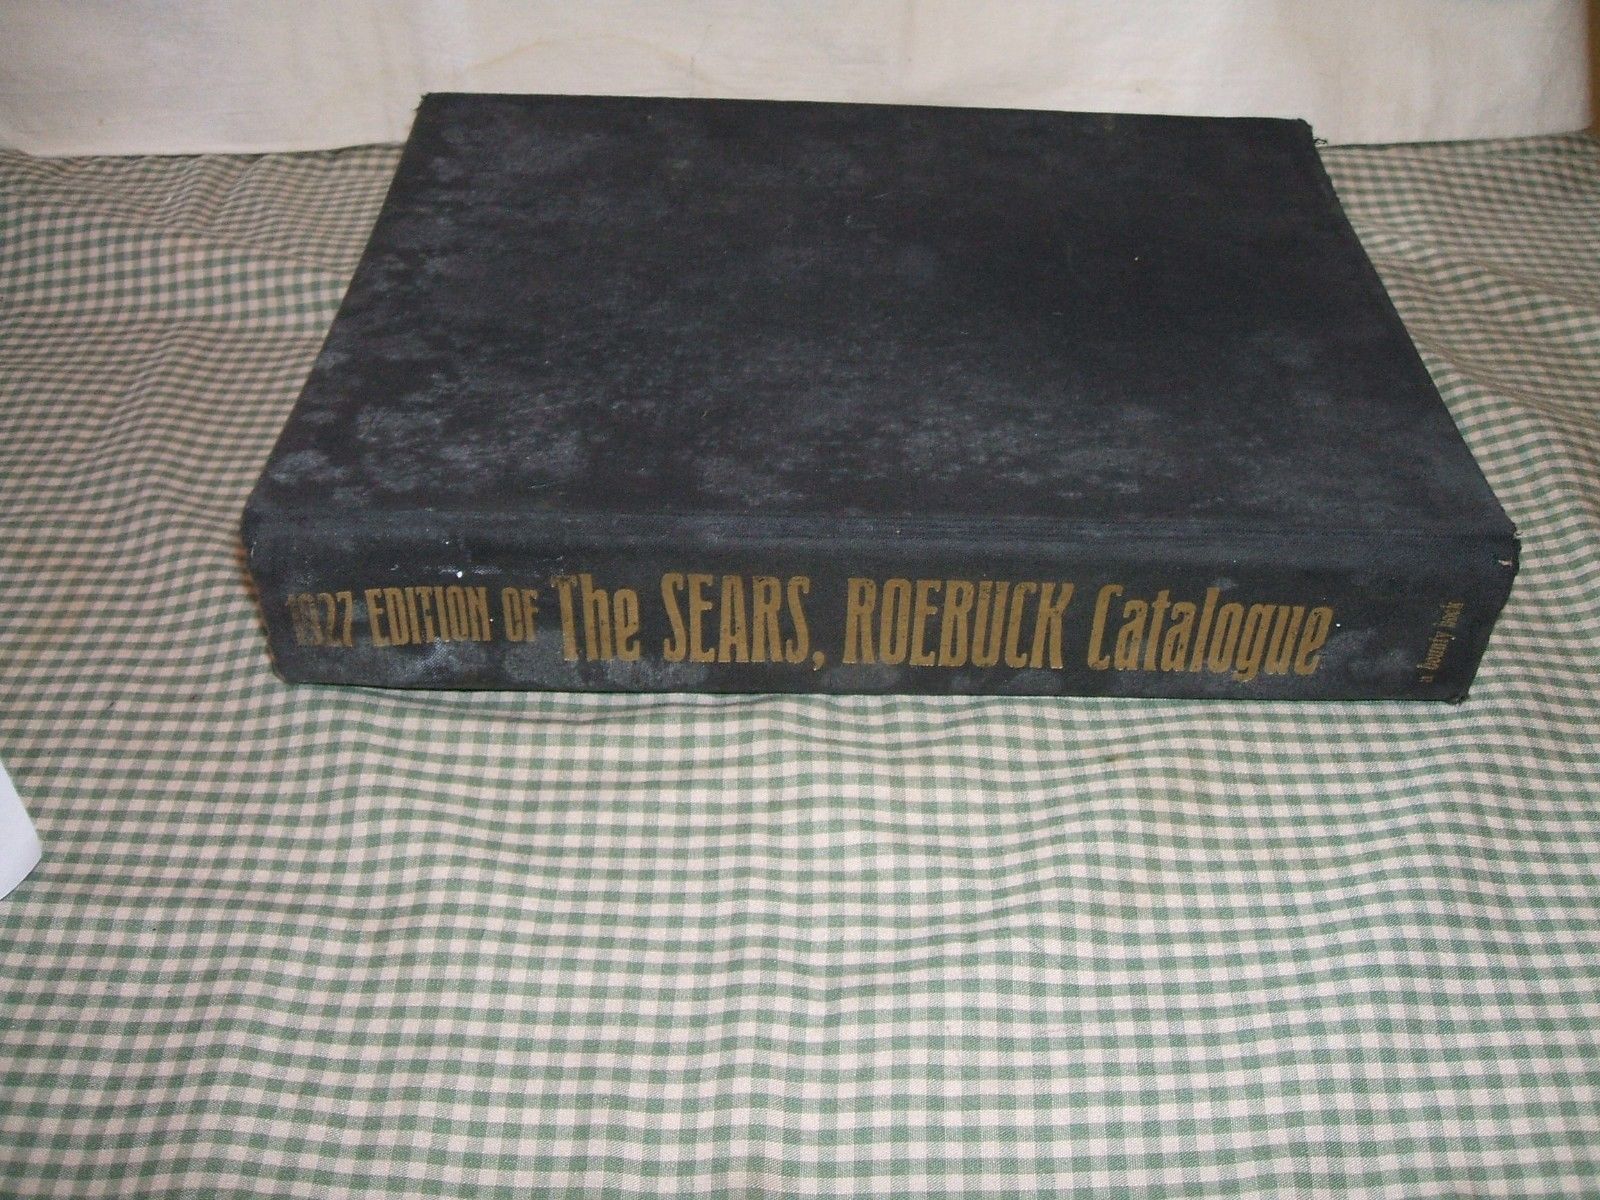 1927 EDITION OF The SEARS, ROEBUCK Catalogue
a bounty book